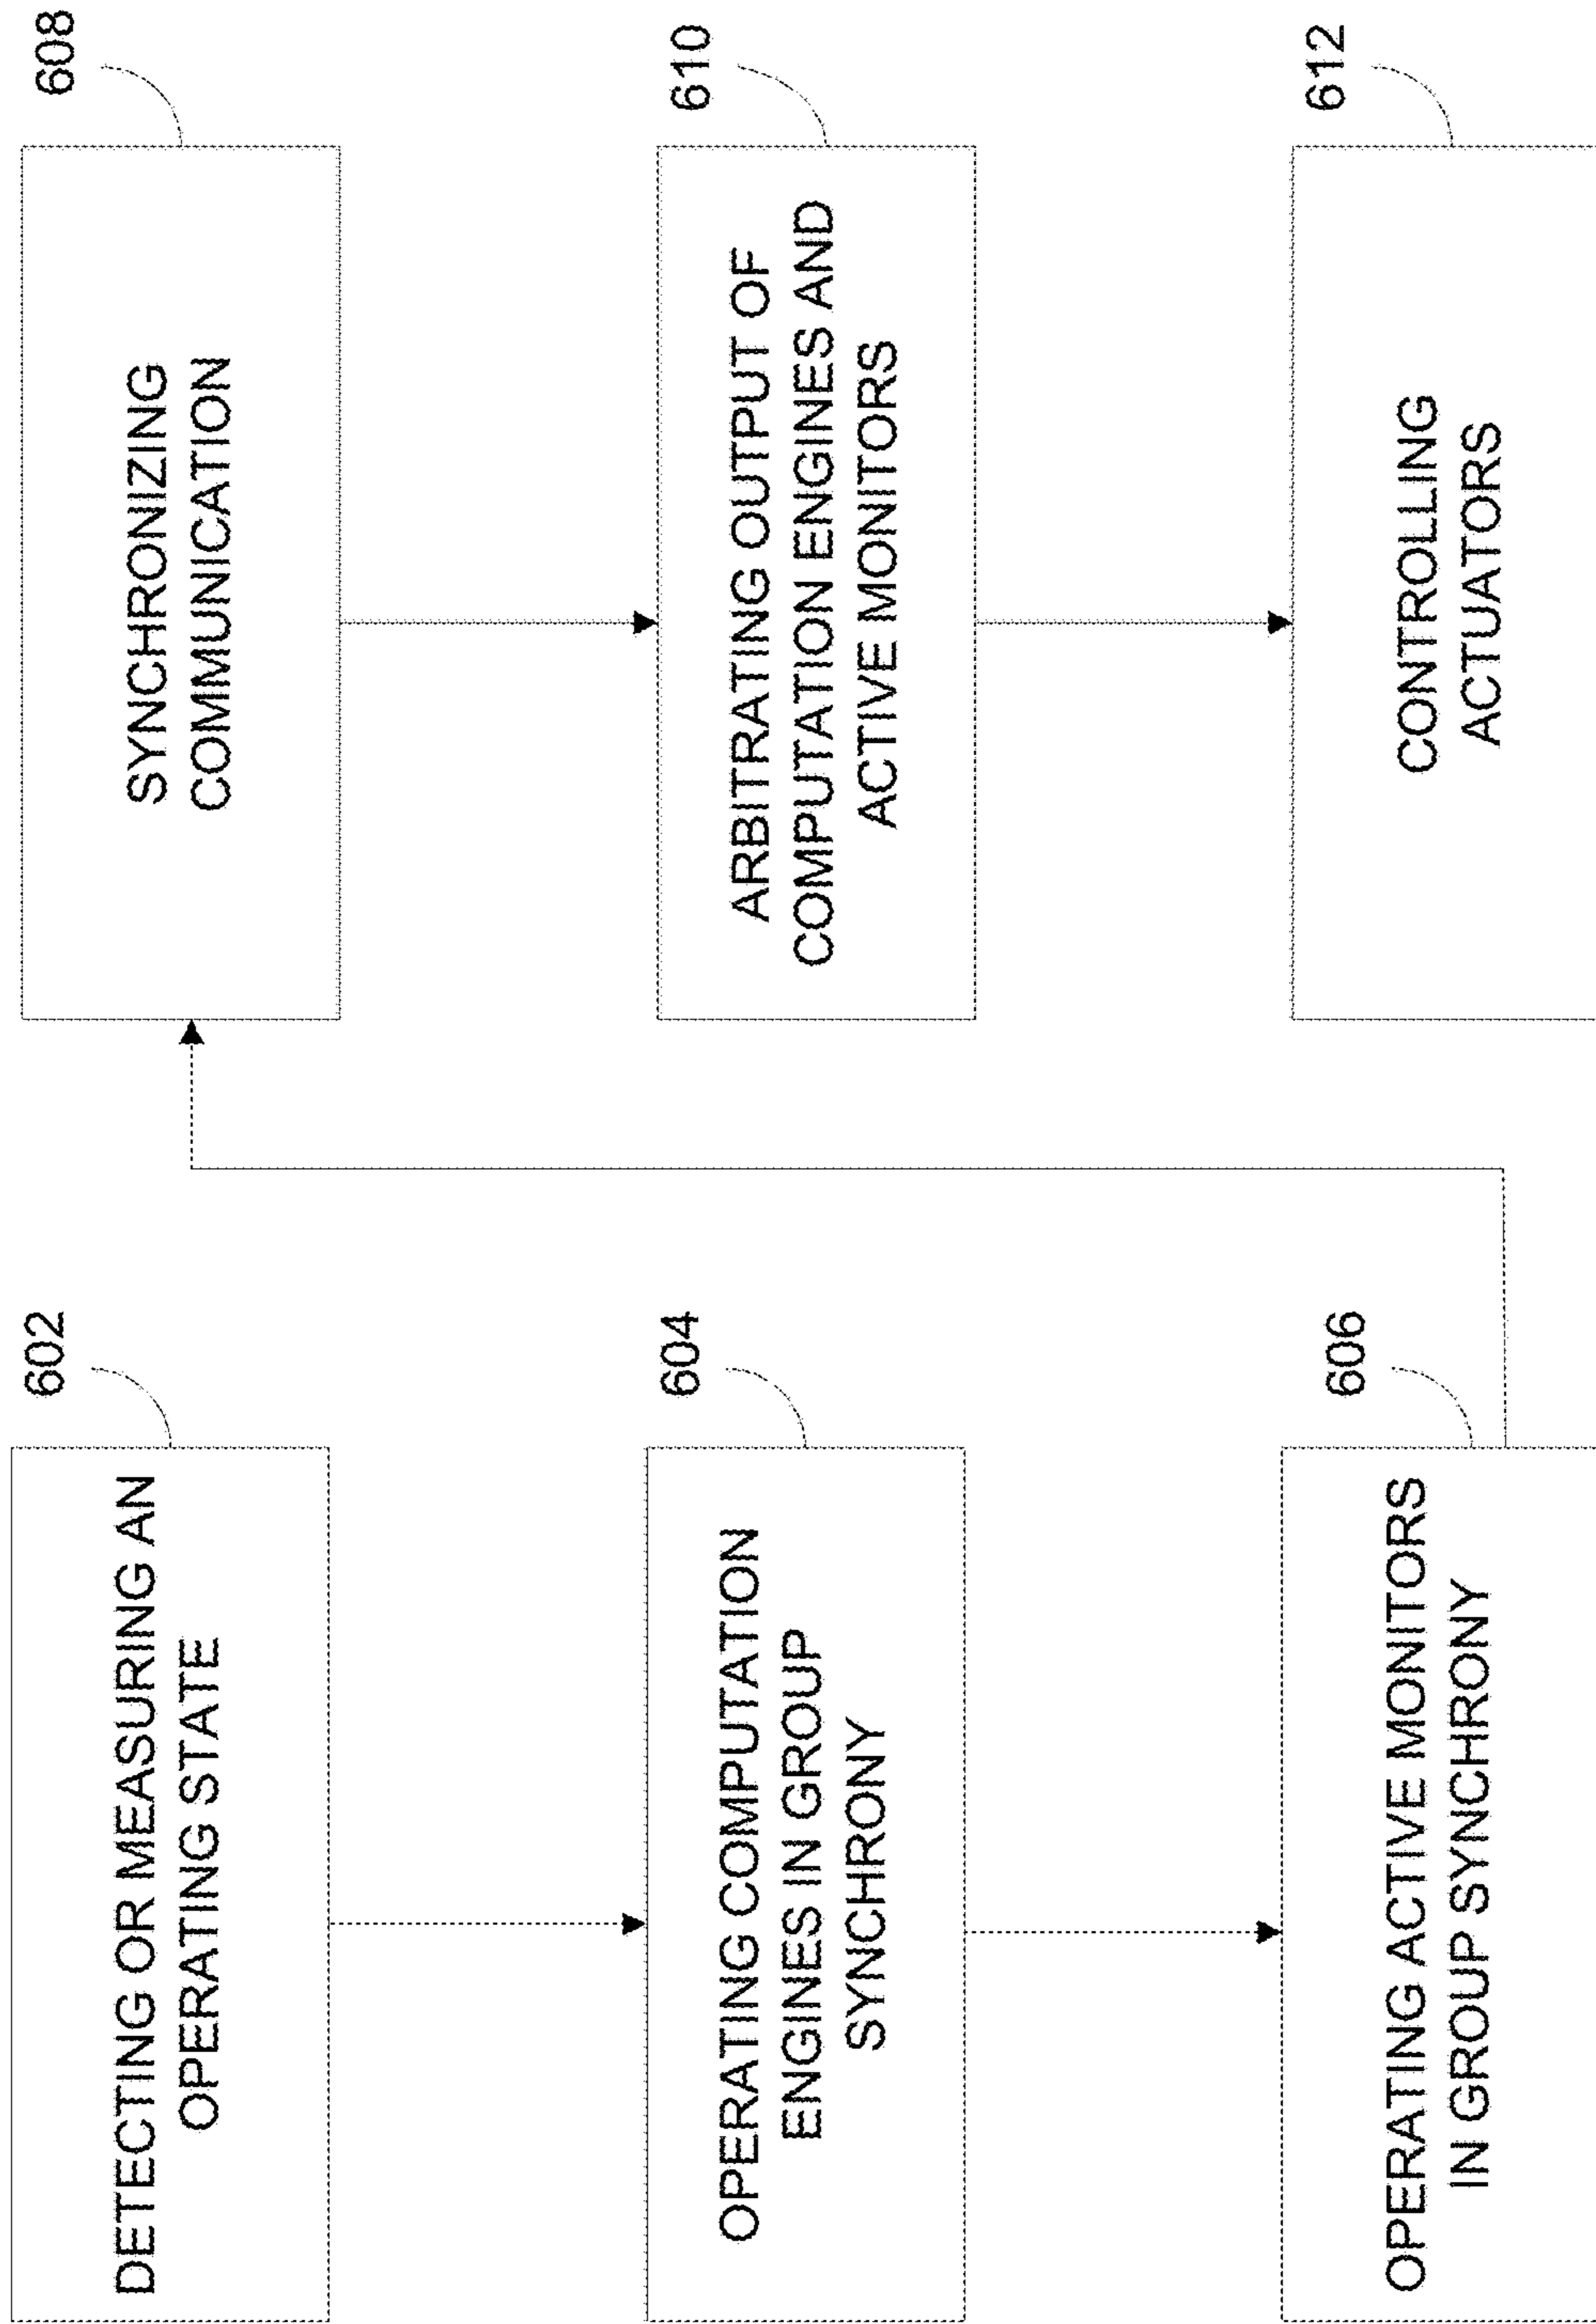 602
DETECTING OR MEASURING AN
OPERATING STATE
604
OPERATING COMPUTATION
ENGINES IN GROUP
SYNCHRONY
606
OPERATING ACTIVE MONITORS
IN GROUP SYNCHRONY
608
SYNCHRONIZING
COMMUNICATION
610
ARBITRATING OUTPUT OF
COMPUTATION ENGINES AND
ACTIVE MONITORS
612
CONTROLLING
ACTUATORS